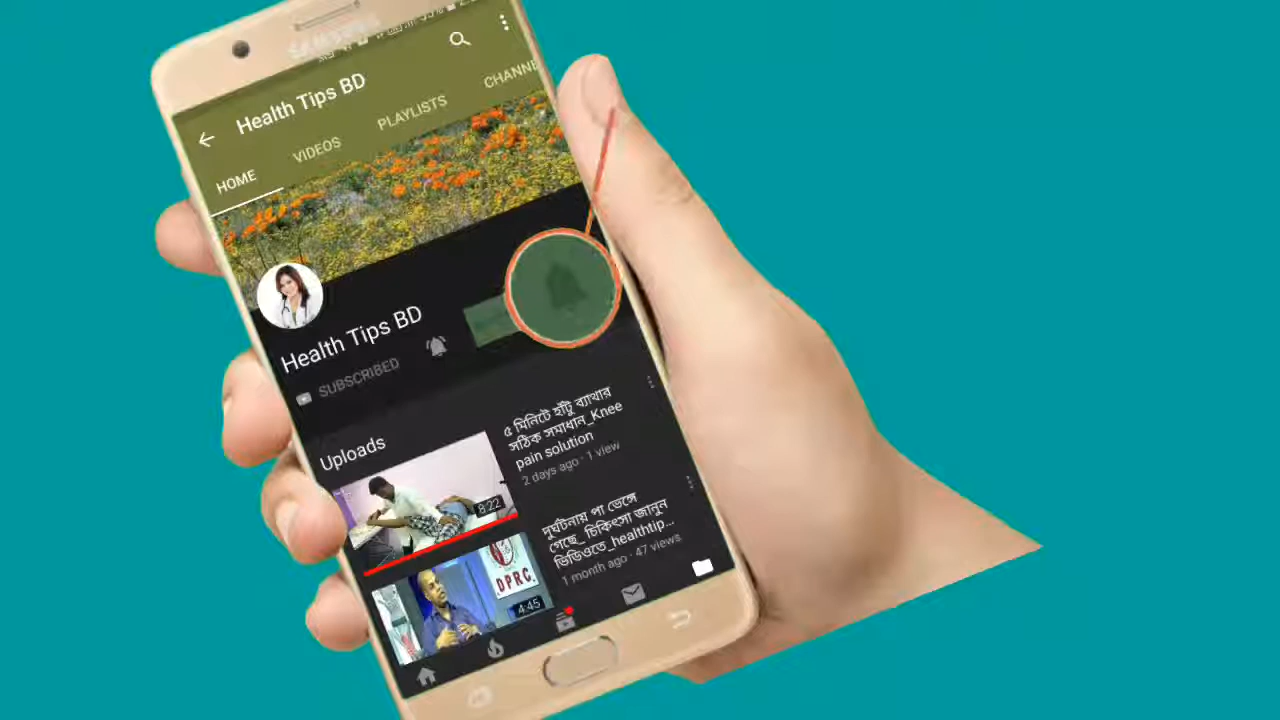 SAMSUNG
Health Tips BD
HOME
VIDEOS
PLAYLISTS
CHANNE
Health Tips BD
SUBSCRIBED
Uploads
৫ মিনিটে হাঁটু ব্যাথার
সঠিক সমাধান_Knee
pain solution
2 days ago · 1 view
8:22
দুর্ঘটনায় পা ভেঙ্গে
গেছে_ চিকিৎসা জানুন
ভিডিওতে_healthtip...
1 month ago · 47 views
DPRC
4:45